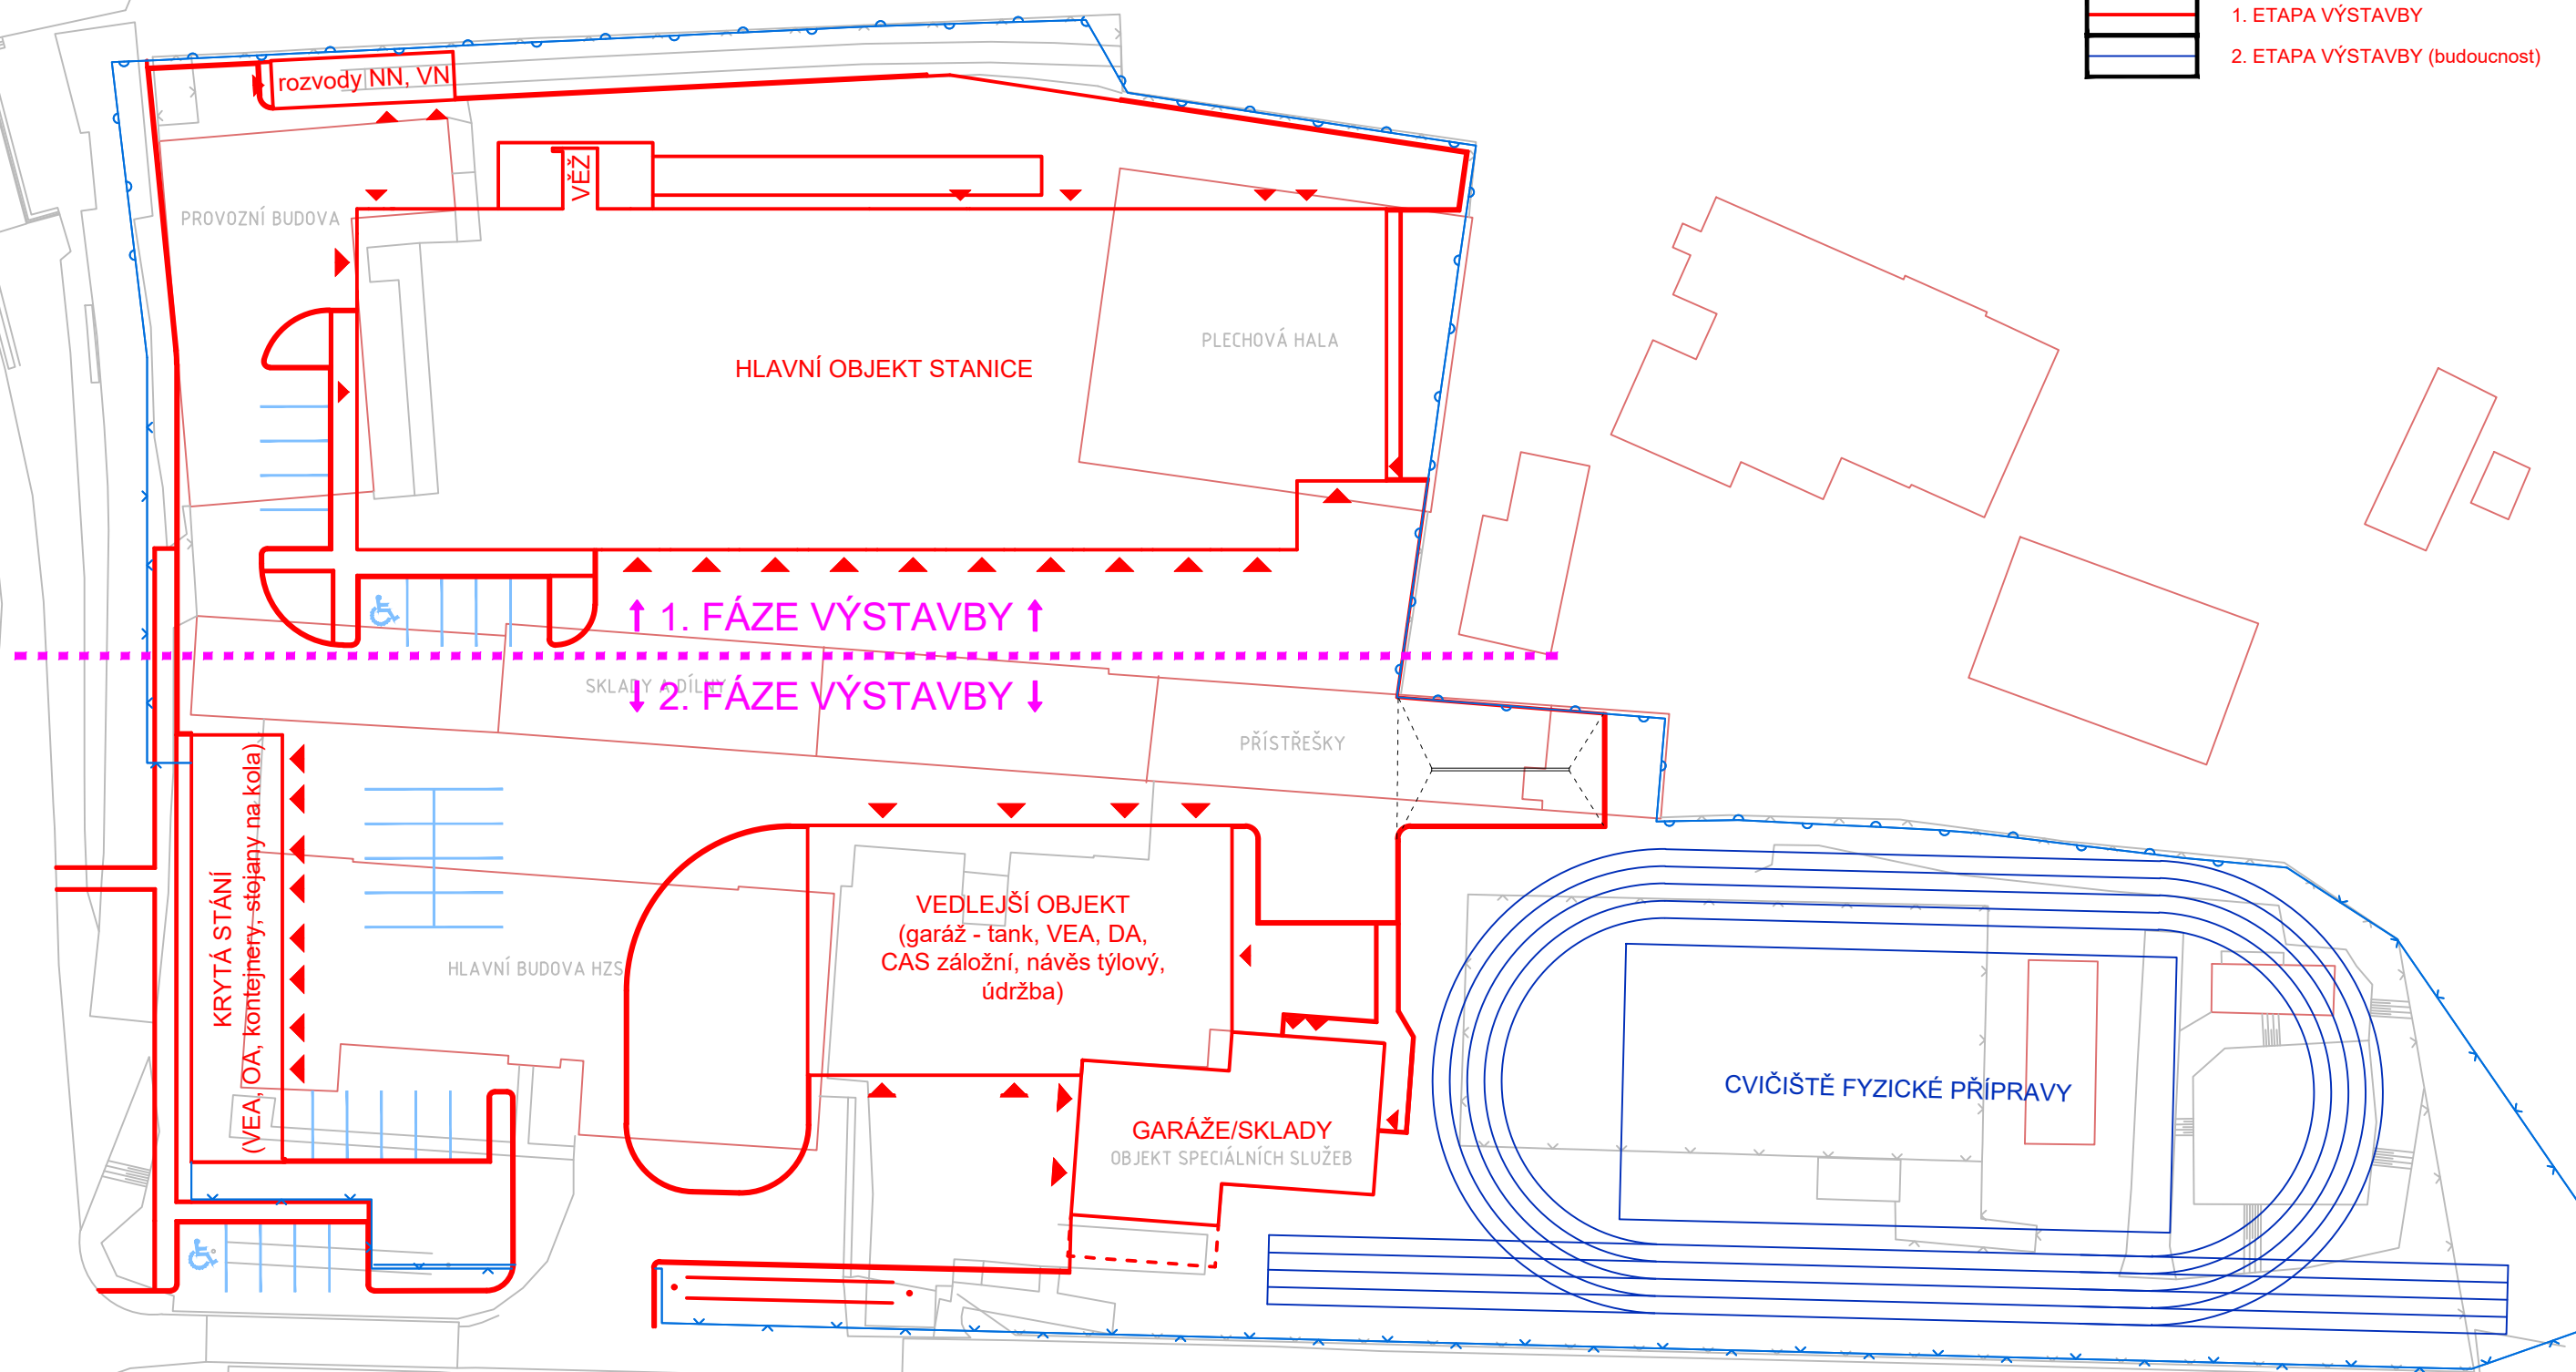 1. ETAPA VÝSTAVBY
2. ETAPA VÝSTAVBY (budoucnost)
rozvody NN, VN
VĚŽ
PROVOZNÍ BUDOVA
PLECHOVÁ HALA
HLAVNÍ OBJEKT STANICE
1. FÁZE VÝSTAVBY
SKLADY A DÍLNY
2. FÁZE VÝSTAVBY
PŘÍSTŘEŠKY
KRYTÁ STÁNÍ
(VEA, OA, kontejnery, stojany na kola)
HLAVNÍ BUDOVA HZS
VEDLEJŠÍ OBJEKT
(garáž - tank, VEA, DA,
CAS záložní, návěs týlový,
údržba)
CVIČIŠTĚ FYZICKÉ PŘÍPRAVY
GARÁŽE/SKLADY
OBJEKT SPECIÁLNÍCH SLUŽEB